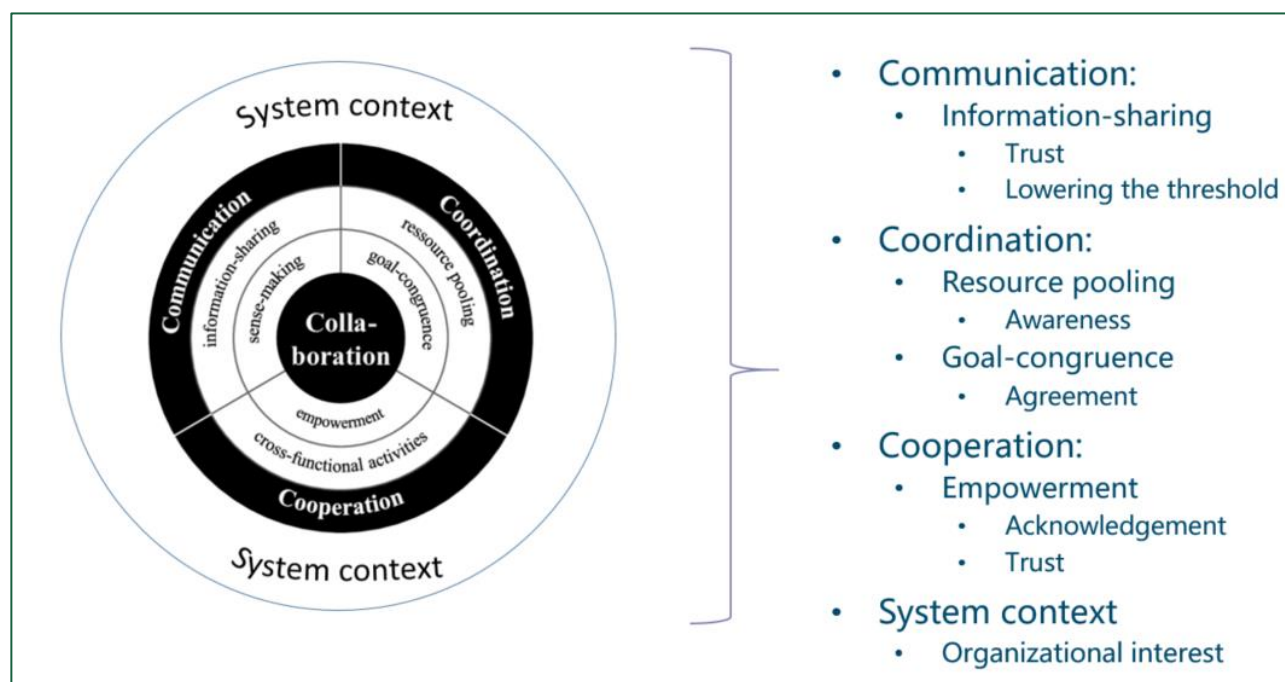 System context
Communication
Coordination
information-sharing
ressource pooling
sense-making
goal-congruence
Colla-
boration
empowerment
cross-functional activities
Cooperation
System context
• Communication:
• Information-sharing
• Trust
• Lowering the threshold
• Coordination:
• Resource pooling
• Awareness
• Goal-congruence
• Agreement
• Cooperation:
• Empowerment
• Acknowledgement
• Trust
• System context
• Organizational interest